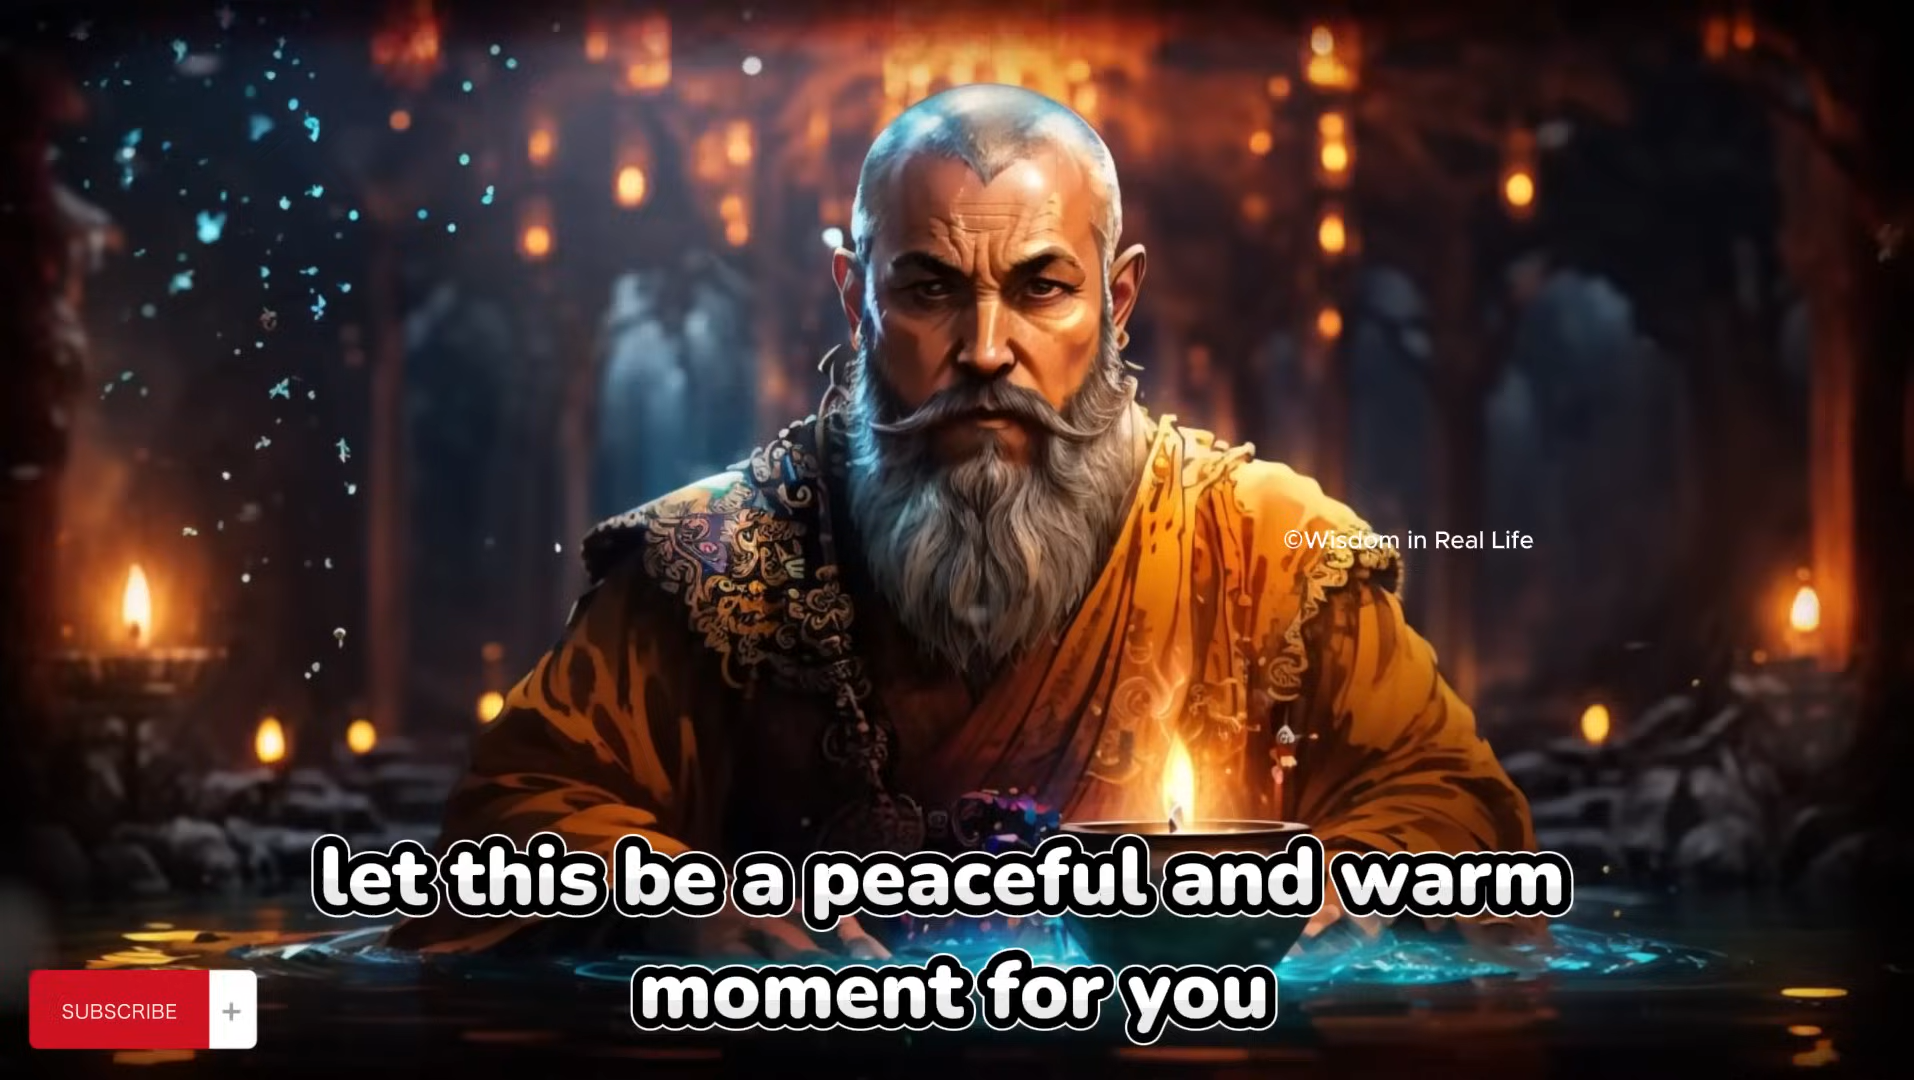 ©Wisdom in Real Life
let this be a peaceful and warm
moment for you
SUBSCRIBE +